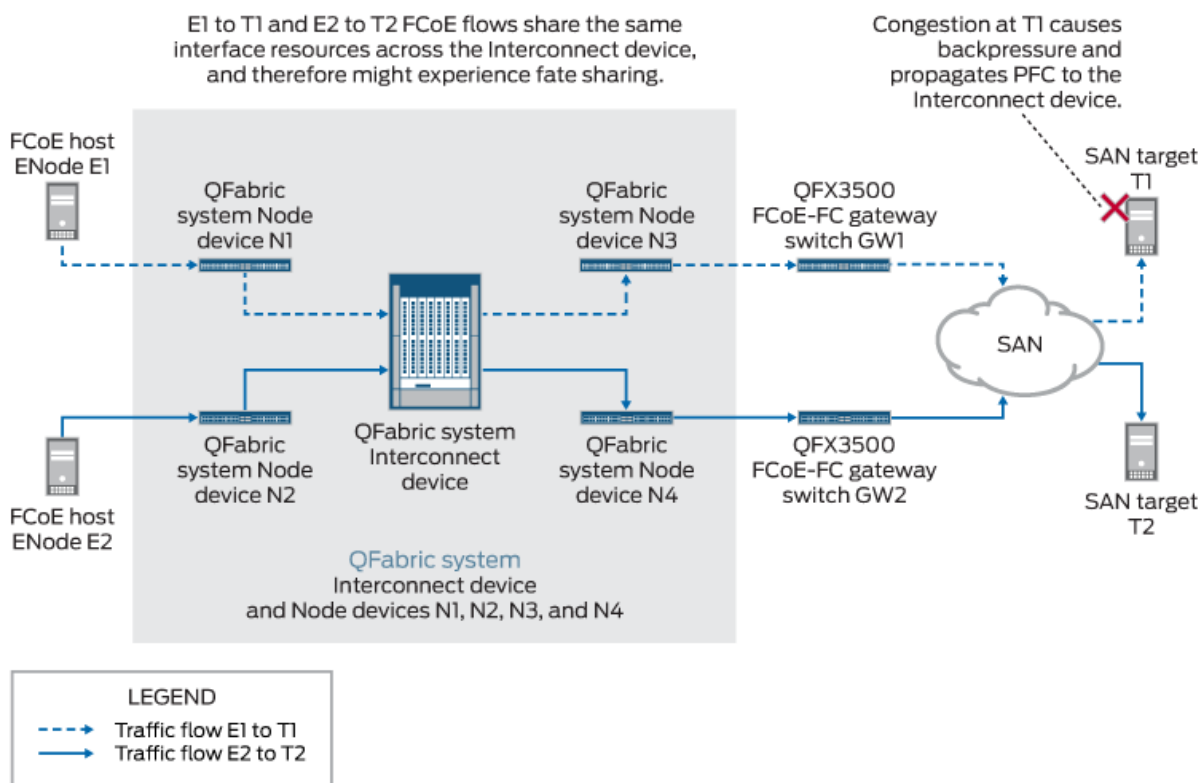 E1 to T1 and E2 to T2 FCoE flows share the same
interface resources across the Interconnect device,
and therefore might experience fate sharing.
Congestion at T1 causes
backpressure and
propagates PFC to the
Interconnect device.
FCoE host
ENode E1
QFabric
system Node
device N1
QFabric
system Node
device N3
QFX3500
FCoE-FC gateway
switch GW1
SAN target
T1
SAN
QFabric
system Node
device N2
QFabric system
Interconnect
device
QFabric
system Node
device N4
QFX3500
FCoE-FC gateway
switch GW2
FCoE host
ENode E2
SAN target
T2
QFabric system
Interconnect device
and Node devices N1, N2, N3, and N4
LEGEND
Traffic flow E1 to T1
Traffic flow E2 to T2